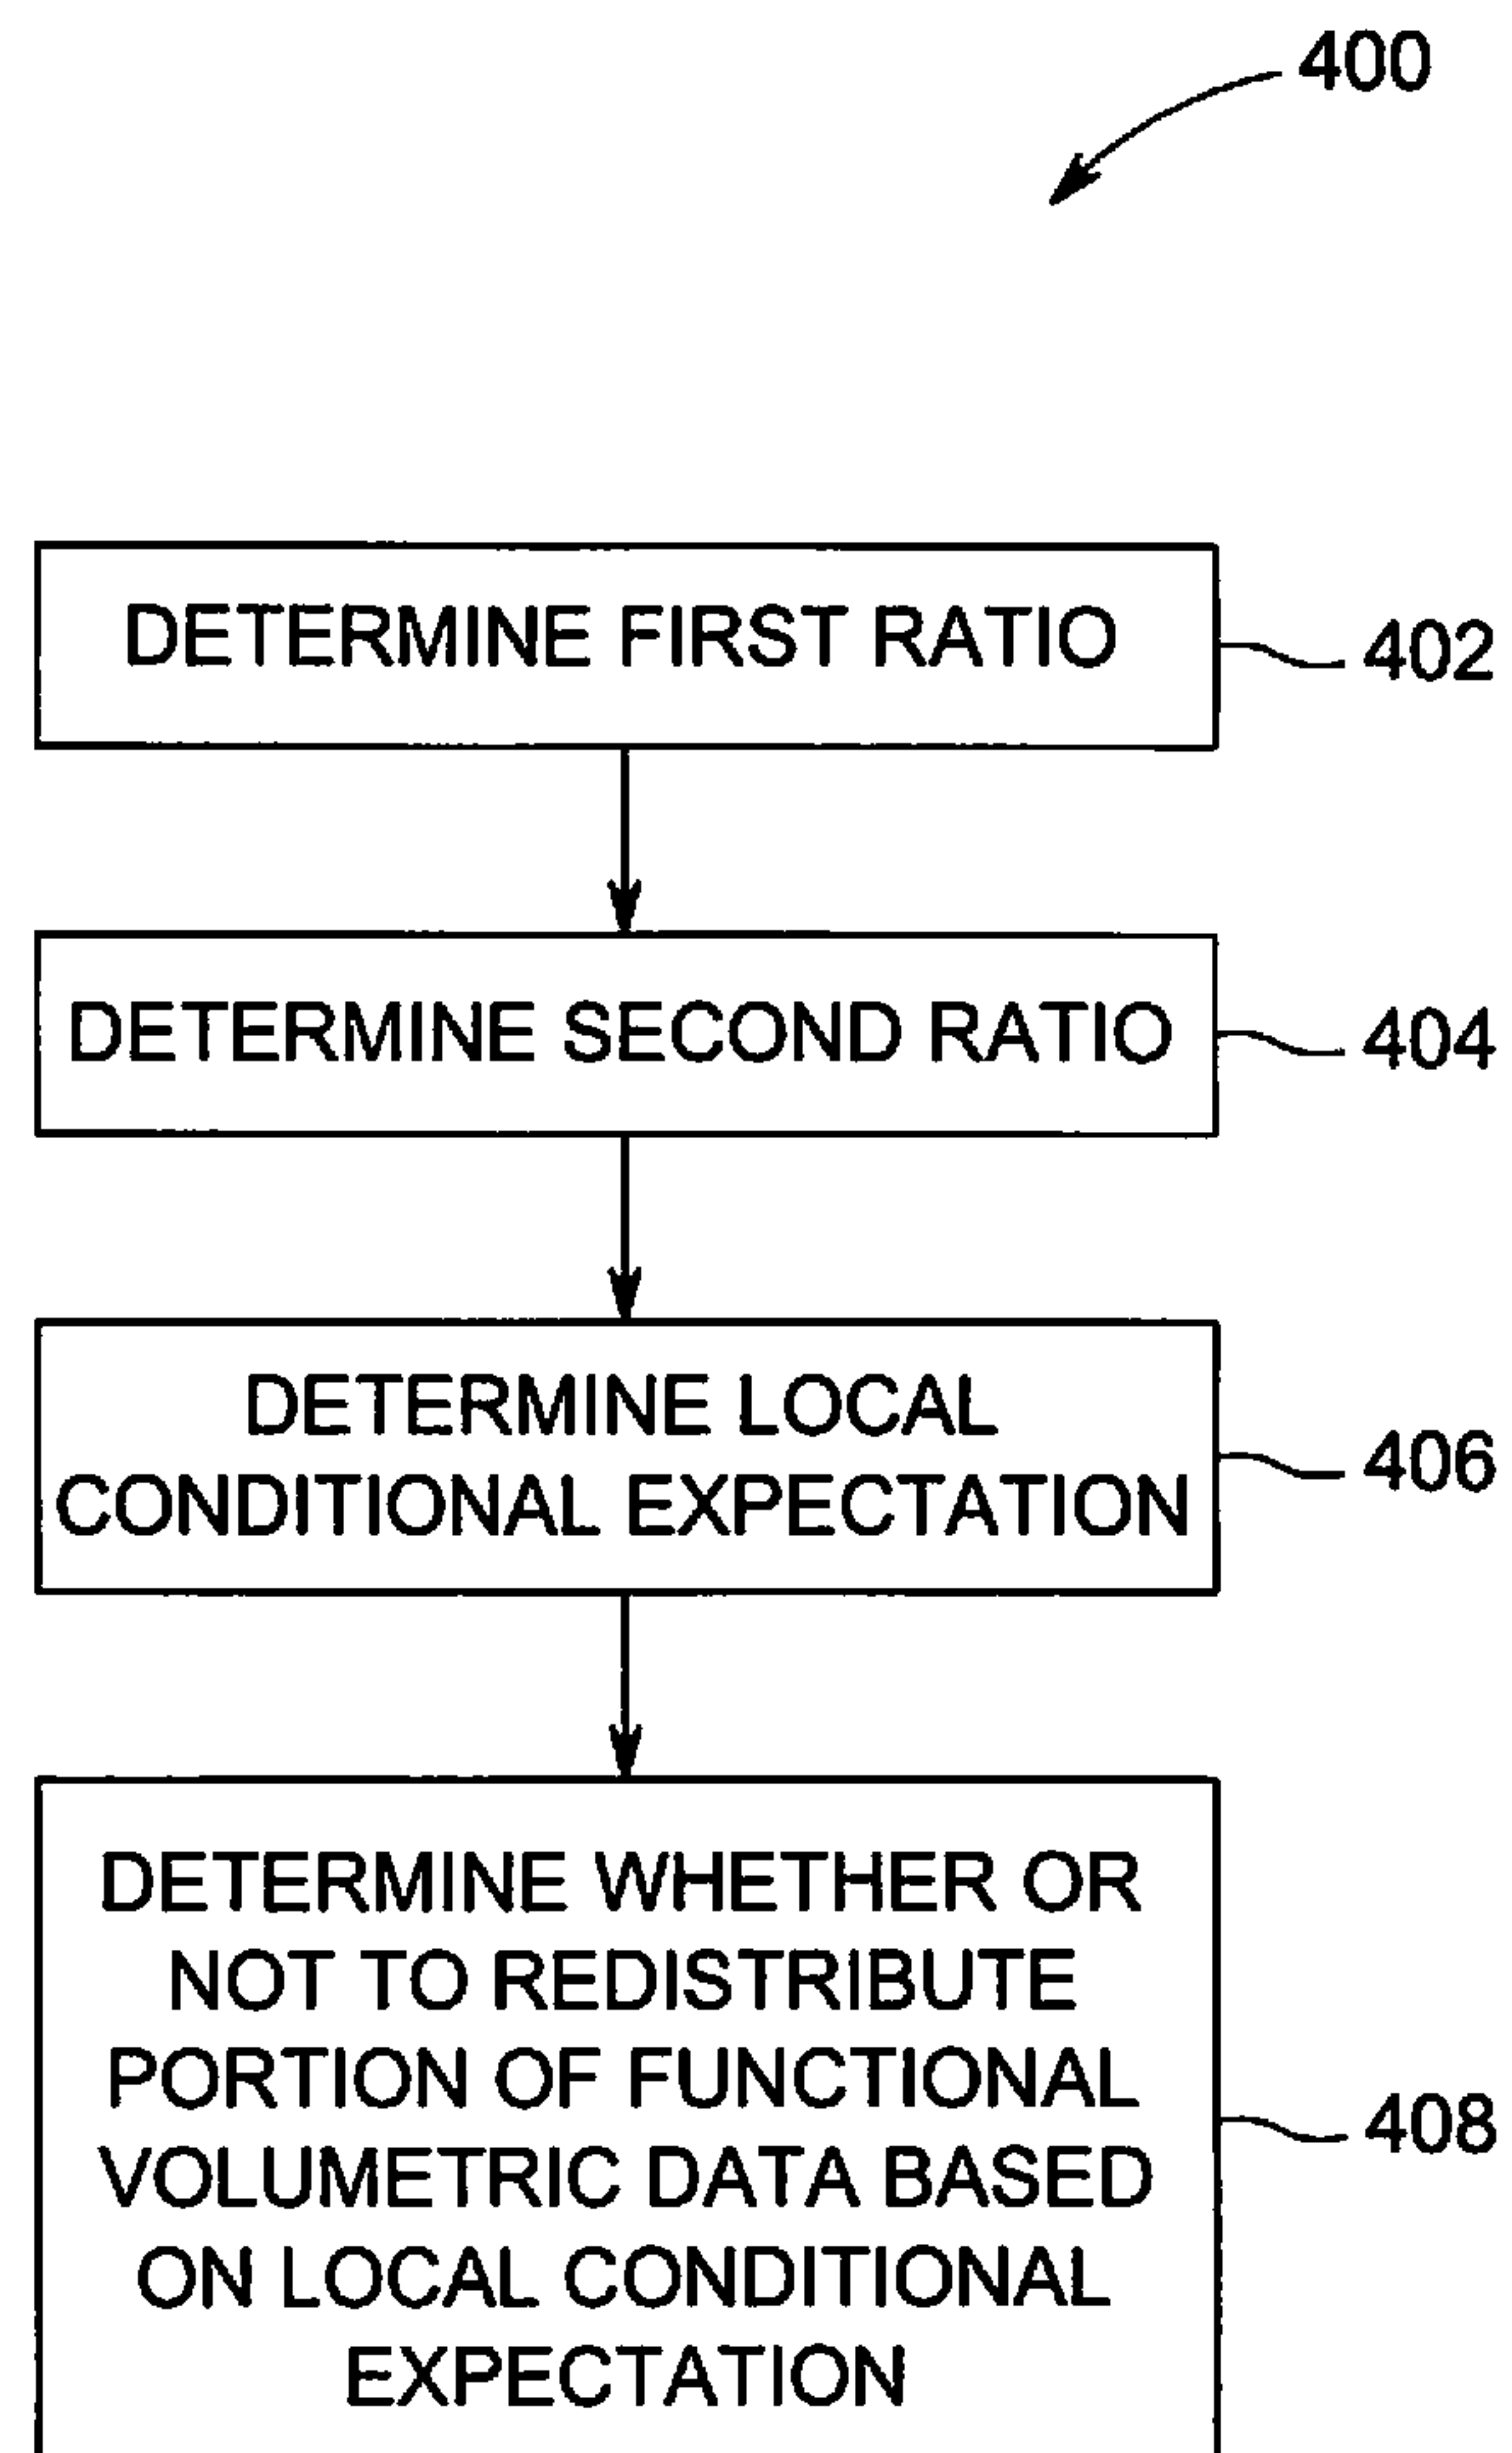 400
DETERMINE FIRST RATIO
402
DETERMINE SECOND RATIO
404
DETERMINE LOCAL
CONDITIONAL EXPECTATION
406
DETERMINE WHETHER OR
NOT TO REDISTRIBUTE
PORTION OF FUNCTIONAL
VOLUMETRIC DATA BASED
ON LOCAL CONDITIONAL
EXPECTATION
408